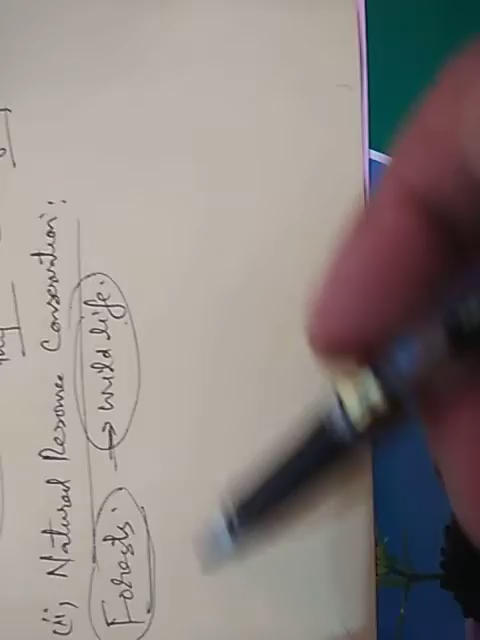 (ii), Natural Resource Conservation:
Forests. → wild life.